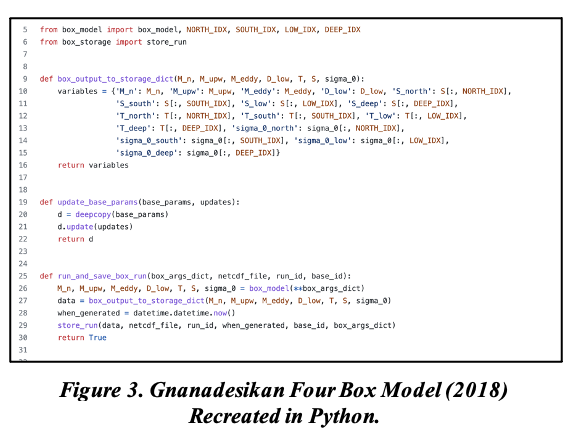 5 from box_model import box_model, NORTH_IDX, SOUTH_IDX, LOW_IDX, DEEP_IDX
6 from box_storage import store_run
7
8
9 def box_output_to_storage_dict(M_n, M_upw, M_eddy, D_low, T, S, sigma_0):
10 variables = {'M_n': M_n, 'M_upw': M_upw, 'M_eddy': M_eddy, 'D_low': D_low, 'S_north': S[:, NORTH_IDX],
11 'S_south': S[:, SOUTH_IDX], 'S_low': S[:, LOW_IDX], 'S_deep': S[:, DEEP_IDX],
12 'T_north': T[:, NORTH_IDX], 'T_south': T[:, SOUTH_IDX], 'T_low': T[:, LOW_IDX],
13 'T_deep': T[:, DEEP_IDX], 'sigma_0_north': sigma_0[:, NORTH_IDX],
14 'sigma_0_south': sigma_0[:, SOUTH_IDX], "sigma_0_low': sigma_0[:, LOW_IDX],
15 'sigma_0_deep': sigma_0[:, DEEP_IDX]}
16 return variables
17
18
19 def update_base_params(base_params, updates):
20 d = deepcopy(base_params)
21 d.update(updates)
22 return d
23
24
25 def run_and_save_box_run(box_args_dict, netcdf_file, run_id, base_id):
26 M_n, M_upw, M_eddy, D_low, T, S, sigma_0 = box_model(**box_args_dict)
27 data = box_output_to_storage_dict(M_n, M_upw, M_eddy, D_low, T, S, sigma_0)
28 when_generated = datetime.datetime.now()
29 store_run(data, netcdf_file, run_id, when_generated, base_id, box_args_dict)
30 return True
31
Figure 3. Gnanadesikan Four Box Model (2018)
Recreated in Python.